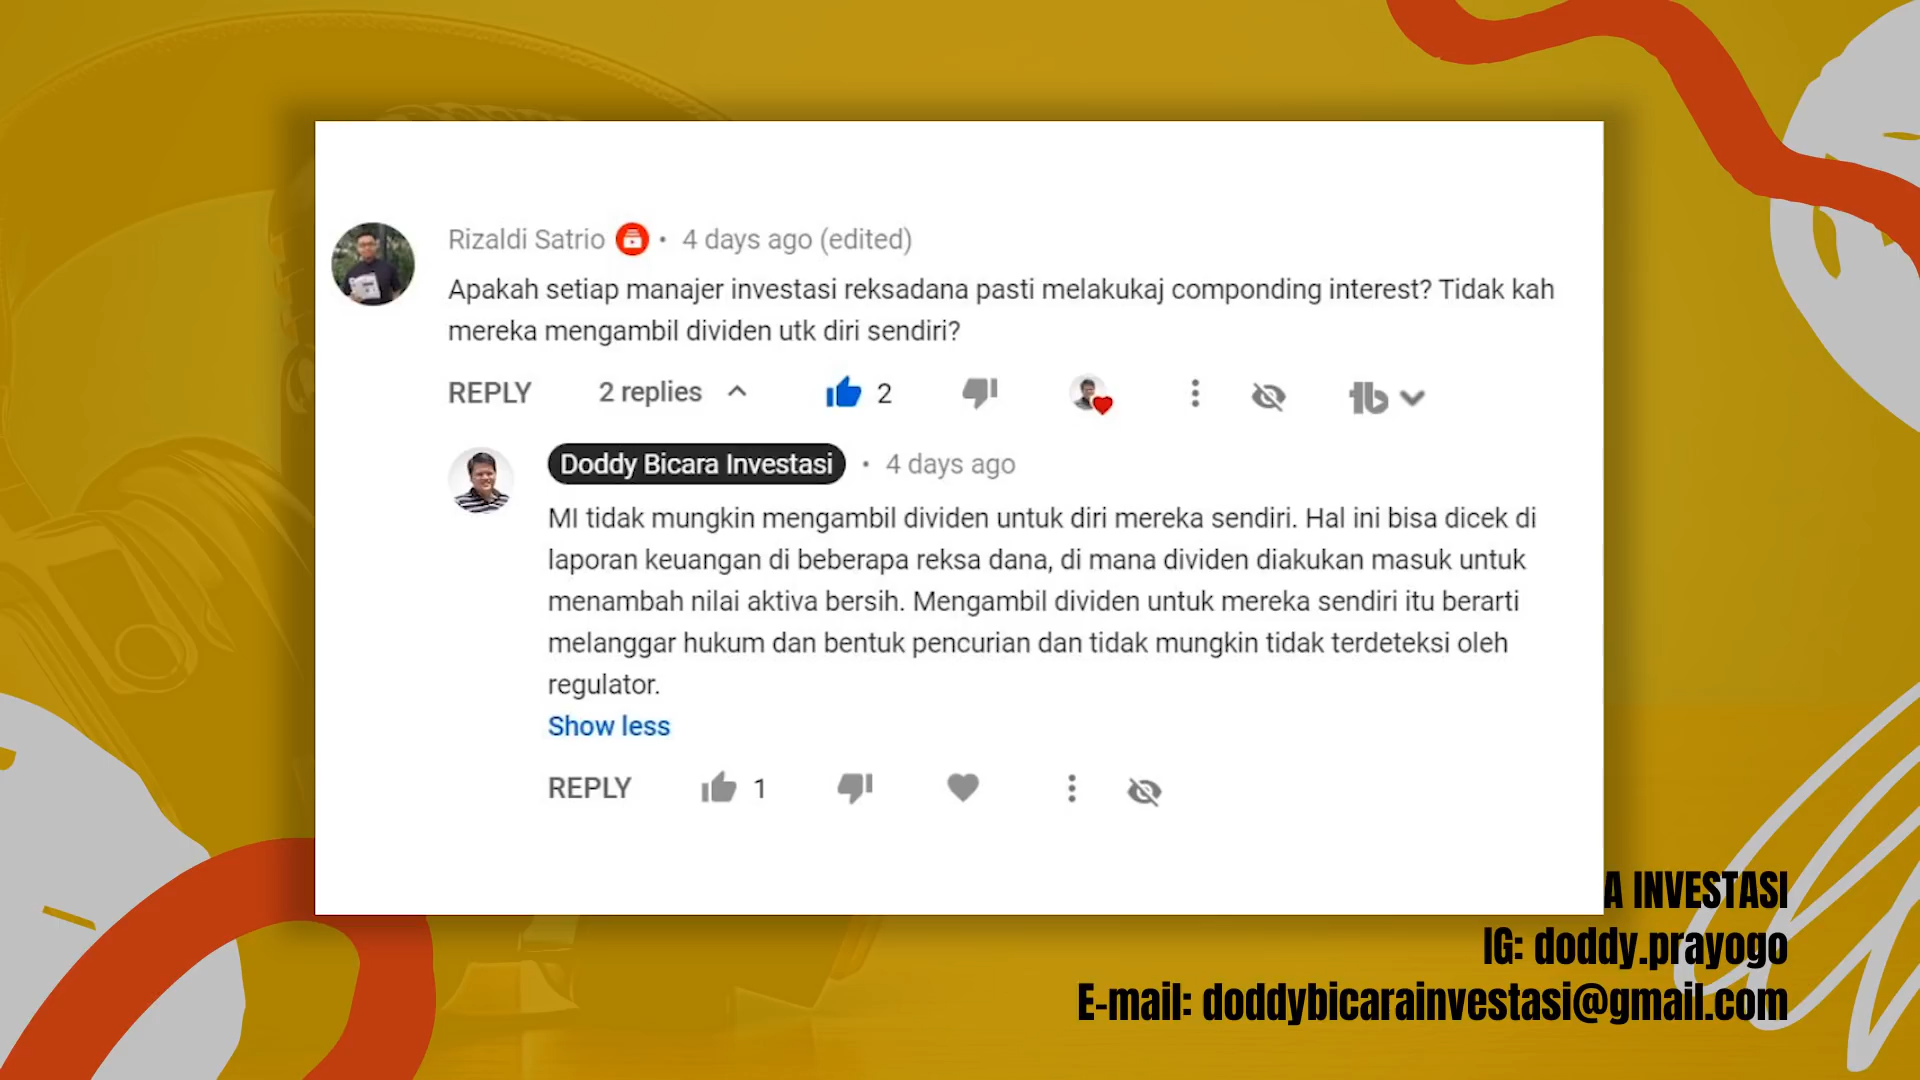 Rizaldi Satrio • 4 days ago (edited)
Apakah setiap manajer investasi reksadana pasti melakukaj componding interest? Tidak kah
mereka mengambil dividen utk diri sendiri?
REPLY 2 replies 2
Doddy Bicara Investasi • 4 days ago
MI tidak mungkin mengambil dividen untuk diri mereka sendiri. Hal ini bisa dicek di
laporan keuangan di beberapa reksa dana, di mana dividen diakukan masuk untuk
menambah nilai aktiva bersih. Mengambil dividen untuk mereka sendiri itu berarti
melanggar hukum dan bentuk pencurian dan tidak mungkin tidak terdeteksi oleh
regulator.
Show less
REPLY 1
A INVESTASI
IG: doddy.prayogo
E-mail: doddybicarainvestasi@gmail.com